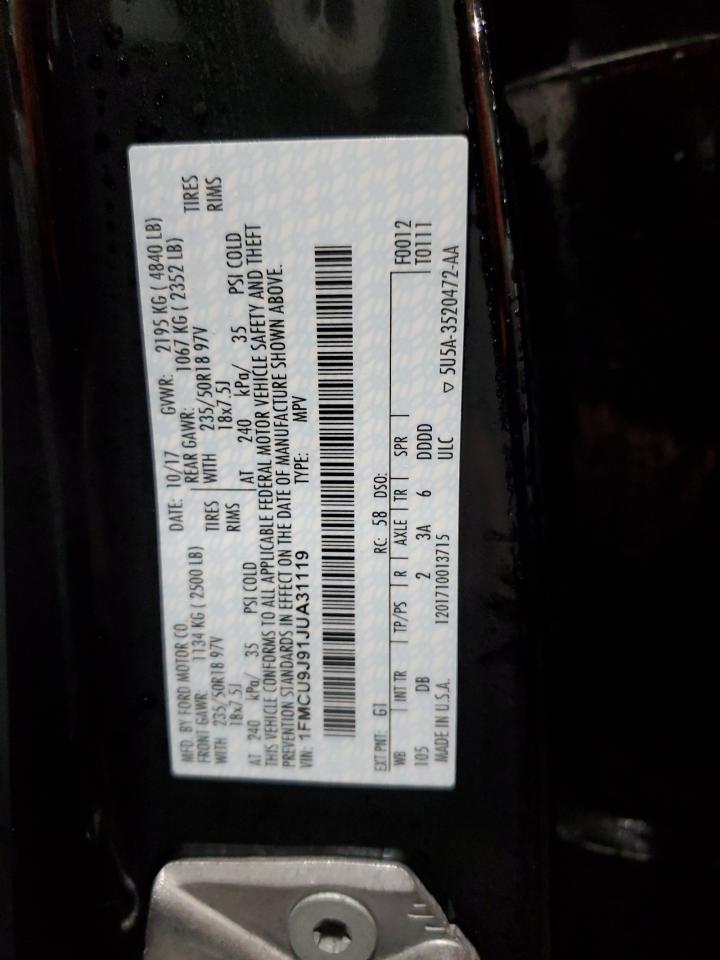 MFD. BY FORD MOTOR CO. DATE: 10/17 GVWR: 2195 KG ( 4840 LB)
FRONT GAWR: 1134 KG ( 2500 LB) REAR GAWR: 1067 KG ( 2352 LB)
WITH 235/50R18 97V TIRES WITH 235/50R18 97V TIRES
18x7.5J RIMS 18x7.5J RIMS
AT 240 kPa/ 35 PSI COLD AT 240 kPa/ 35 PSI COLD
THIS VEHICLE CONFORMS TO ALL APPLICABLE FEDERAL MOTOR VEHICLE SAFETY AND THEFT
PREVENTION STANDARDS IN EFFECT ON THE DATE OF MANUFACTURE SHOWN ABOVE.
VIN: 1FMCU9J91JUA31119 TYPE: MPV
EXT PNT: G1 RC: 58 DSO:
WB INT TR TP/PS R AXLE TR SPR F0012
105 DB 2 3A 6 DDDD T0111
MADE IN U.S.A. 1201710013715 ULC ▽ 5U5A-3520472-AA